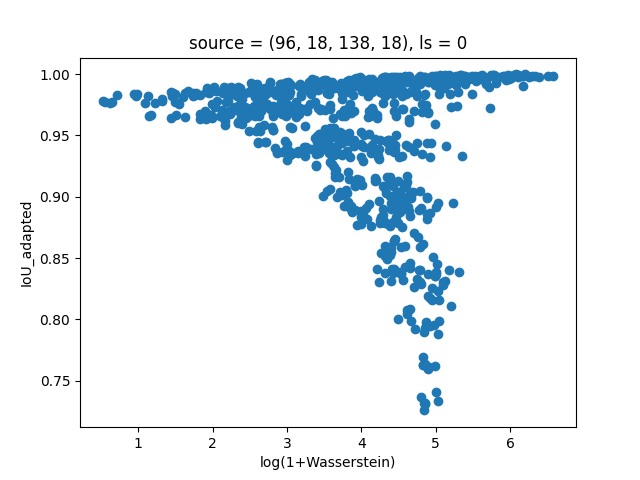 source = (96, 18, 138, 18), ls = 0
1.00
0.95
0.90
0.85
0.80
0.75
IoU_adapted
1 2 3 4 5 6
log(1+Wasserstein)